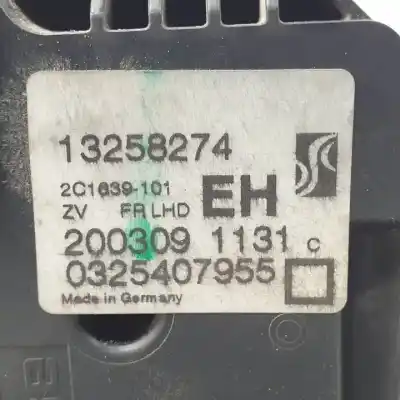 13258274
2C1639-101 EH
ZV FR LHD
200309 1131 C
0325407955
Made in Germany